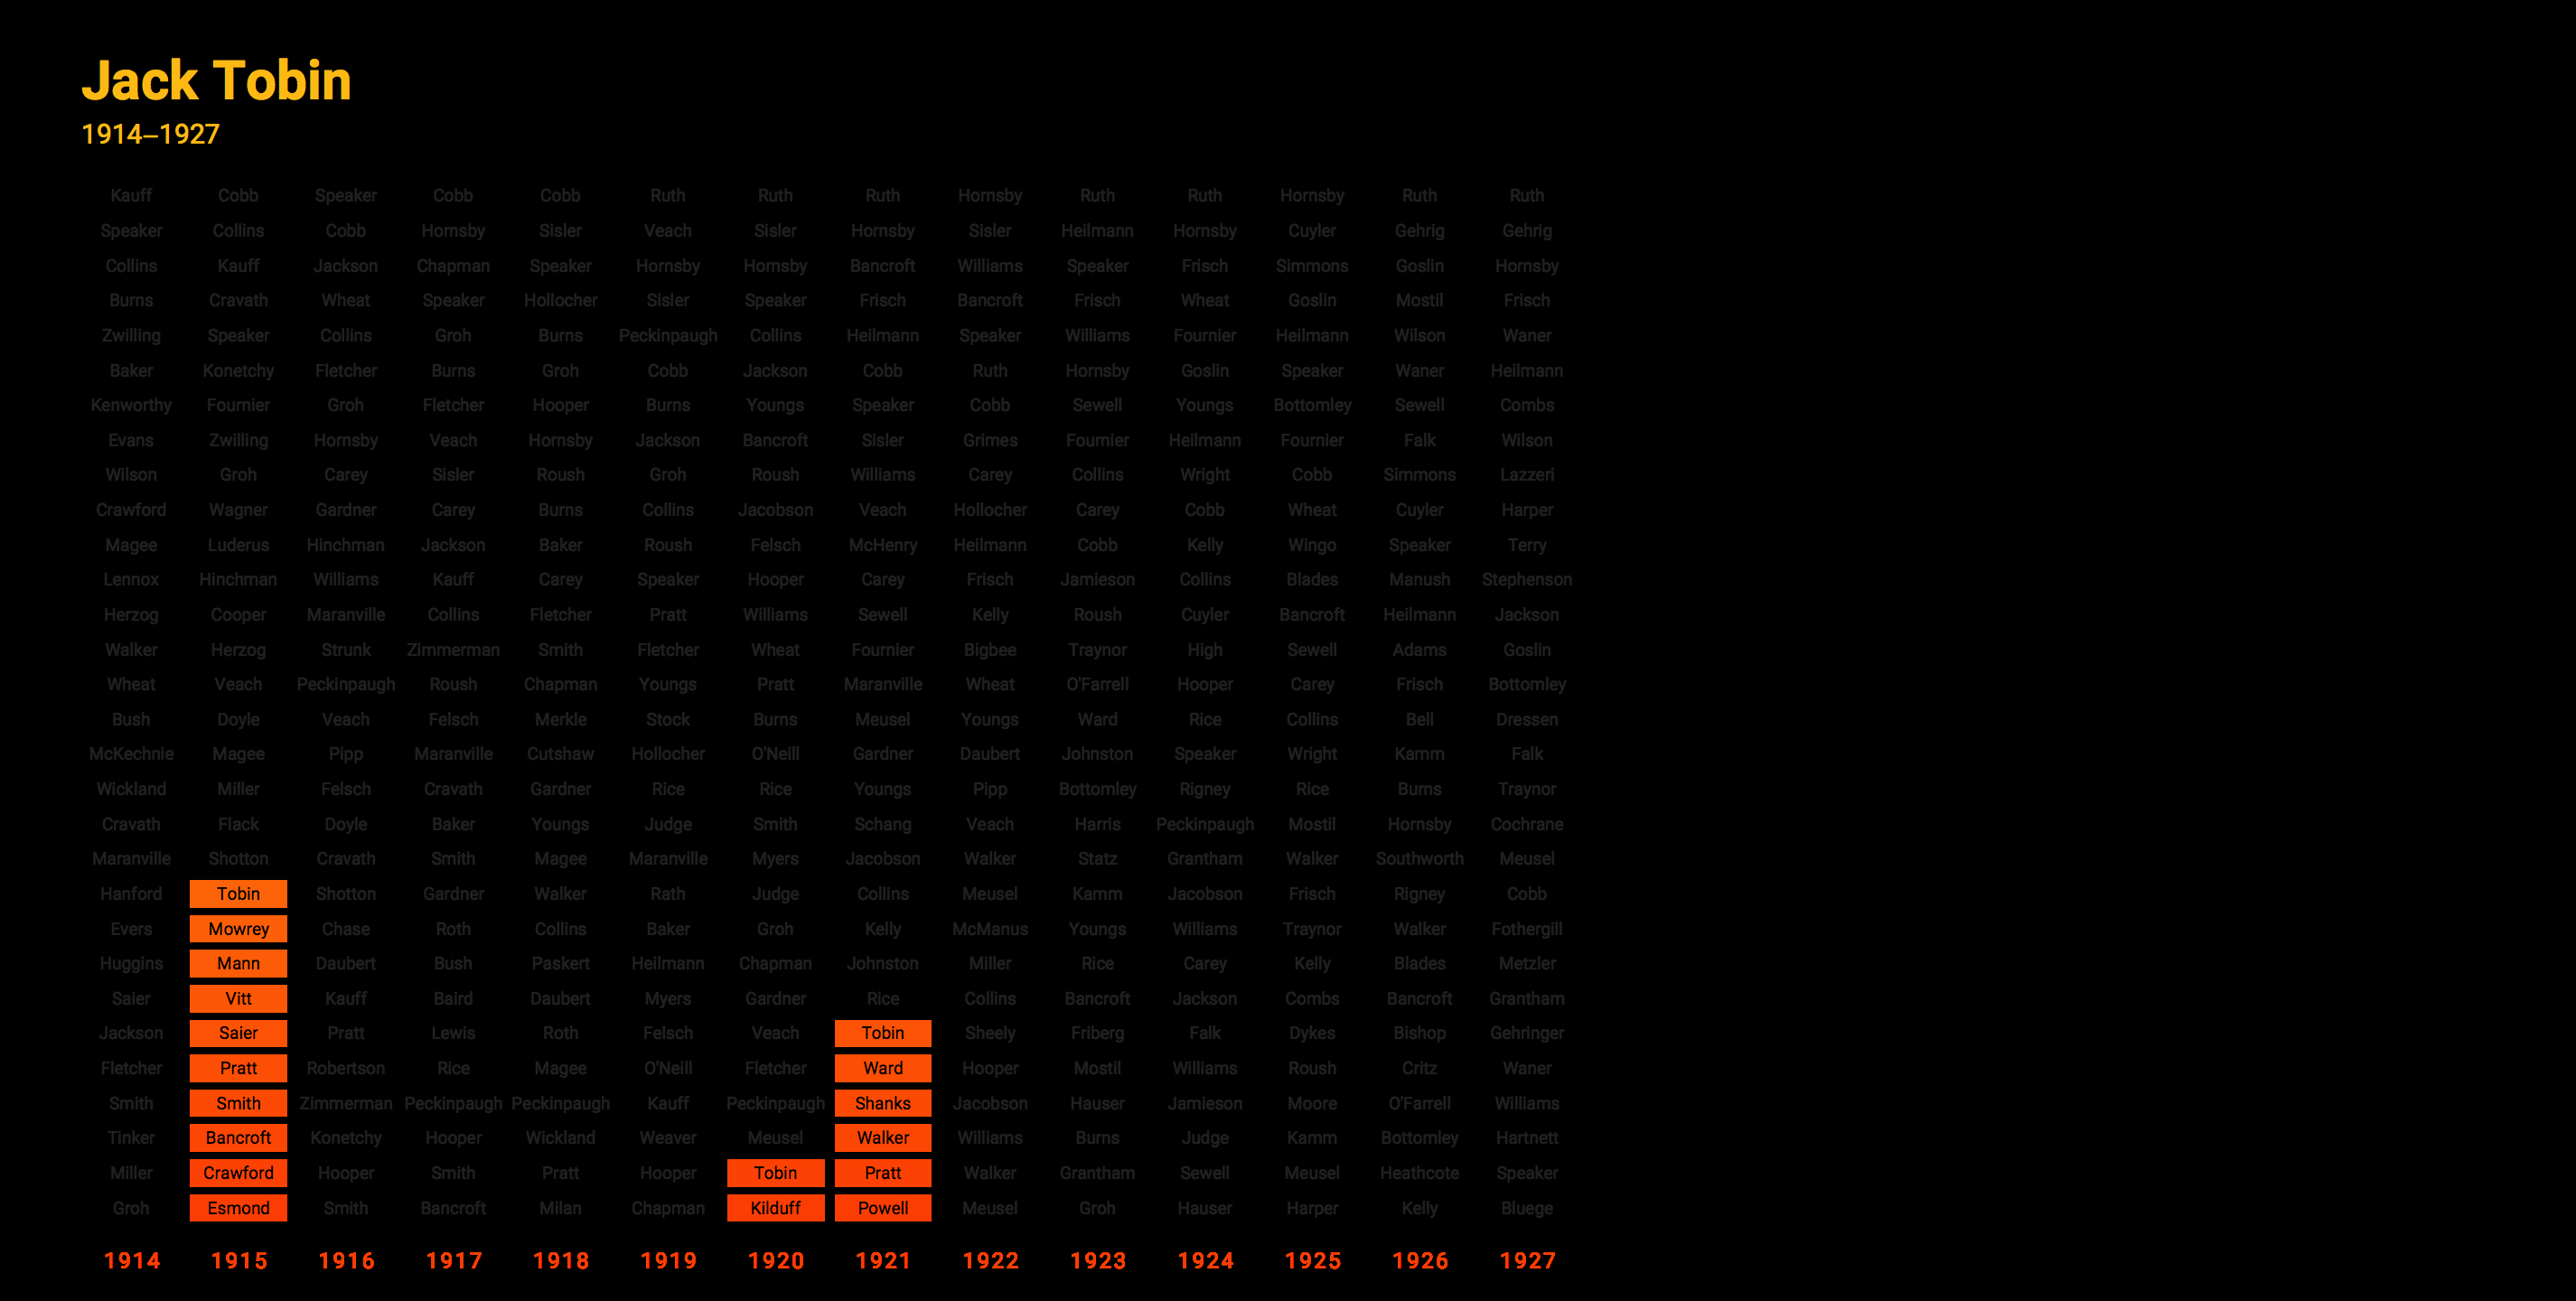 Jack Tobin
1914–1927
Kauff Cobb Speaker Cobb Cobb Ruth Ruth Ruth Hornsby Ruth Ruth Hornsby Ruth Ruth
Speaker Collins Cobb Hornsby Sisler Veach Sisler Hornsby Sisler Heilmann Hornsby Cuyler Gehrig Gehrig
Collins Kauff Jackson Chapman Speaker Hornsby Hornsby Bancroft Williams Speaker Frisch Simmons Goslin Hornsby
Burns Cravath Wheat Speaker Hollocher Sisler Speaker Frisch Bancroft Frisch Wheat Goslin Mostil Frisch
Zwilling Speaker Collins Groh Burns Peckinpaugh Collins Heilmann Speaker Williams Fournier Heilmann Wilson Waner
Baker Konetchy Fletcher Burns Groh Cobb Jackson Cobb Ruth Hornsby Goslin Speaker Waner Heilmann
Kenworthy Fournier Groh Fletcher Hooper Burns Youngs Speaker Cobb Sewell Youngs Bottomley Sewell Combs
Evans Zwilling Hornsby Veach Hornsby Jackson Bancroft Sisler Grimes Fournier Heilmann Fournier Falk Wilson
Wilson Groh Carey Sisler Roush Groh Roush Williams Carey Collins Wright Cobb Simmons Lazzeri
Crawford Wagner Gardner Carey Burns Collins Jacobson Veach Hollocher Carey Cobb Wheat Cuyler Harper
Magee Luderus Hinchman Jackson Baker Roush Felsch McHenry Heilmann Cobb Kelly Wingo Speaker Terry
Lennox Hinchman Williams Kauff Carey Speaker Hooper Carey Frisch Jamieson Collins Blades Manush Stephenson
Herzog Cooper Maranville Collins Fletcher Pratt Williams Sewell Kelly Roush Cuyler Bancroft Heilmann Jackson
Walker Herzog Strunk Zimmerman Smith Fletcher Wheat Fournier Bigbee Traynor High Sewell Adams Goslin
Wheat Veach Peckinpaugh Roush Chapman Youngs Pratt Maranville Wheat O'Farrell Hooper Carey Frisch Bottomley
Bush Doyle Veach Felsch Merkle Stock Burns Meusel Youngs Ward Rice Collins Bell Dressen
McKechnie Magee Pipp Maranville Cutshaw Hollocher O'Neill Gardner Daubert Johnston Speaker Wright Kamm Falk
Wickland Miller Felsch Cravath Gardner Rice Rice Youngs Pipp Bottomley Rigney Rice Burns Traynor
Cravath Flack Doyle Baker Youngs Judge Smith Schang Veach Harris Peckinpaugh Mostil Hornsby Cochrane
Maranville Shotton Cravath Smith Magee Maranville Myers Jacobson Walker Statz Grantham Walker Southworth Meusel
Hanford Tobin Shotton Gardner Walker Rath Judge Collins Meusel Kamm Jacobson Frisch Rigney Cobb
Evers Mowrey Chase Roth Collins Baker Groh Kelly McManus Youngs Williams Traynor Walker Fothergill
Huggins Mann Daubert Bush Paskert Heilmann Chapman Johnston Miller Rice Carey Kelly Blades Metzler
Saier Vitt Kauff Baird Daubert Myers Gardner Rice Collins Bancroft Jackson Combs Bancroft Grantham
Jackson Saier Pratt Lewis Roth Felsch Veach Tobin Sheely Friberg Falk Dykes Bishop Gehringer
Fletcher Pratt Robertson Rice Magee O'Neill Fletcher Ward Hooper Mostil Williams Roush Critz Waner
Smith Smith Zimmerman Peckinpaugh Peckinpaugh Kauff Peckinpaugh Shanks Jacobson Hauser Jamieson Moore O'Farrell Williams
Tinker Bancroft Konetchy Hooper Wickland Weaver Meusel Walker Williams Burns Judge Kamm Bottomley Hartnett
Miller Crawford Hooper Smith Pratt Hooper Tobin Pratt Walker Grantham Sewell Meusel Heathcote Speaker
Groh Esmond Smith Bancroft Milan Chapman Kilduff Powell Meusel Groh Hauser Harper Kelly Bluege
1914 1915 1916 1917 1918 1919 1920 1921 1922 1923 1924 1925 1926 1927